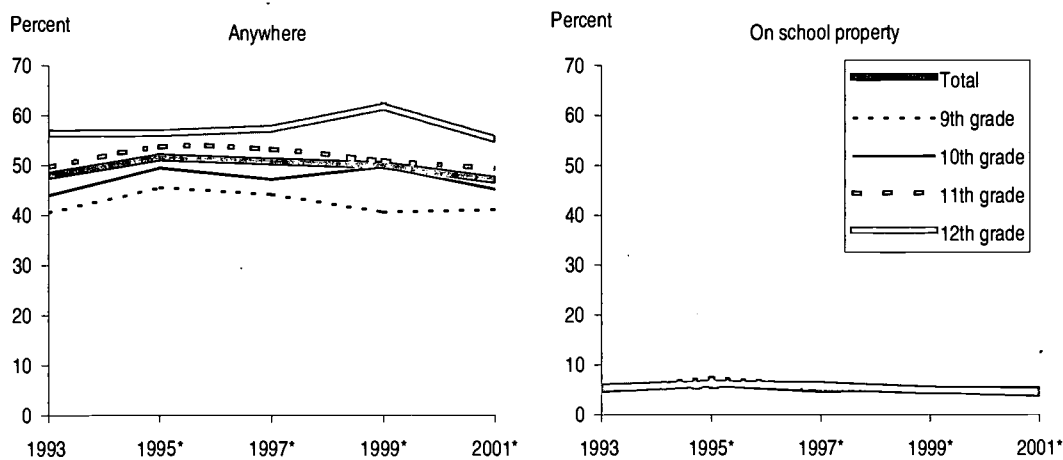 Percent
Anywhere
70
60
50
40
30
20
10
0
1993 1995* 1997* 1999* 2001*
Percent
On school property
70
60
50
40
30
20
10
0
1993 1995* 1997* 1999* 2001*
Total
9th grade
10th grade
11th grade
12th grade